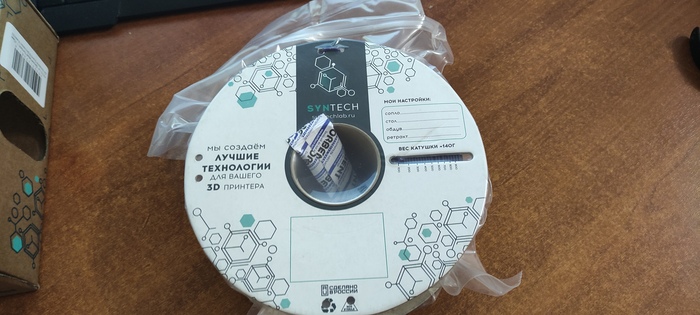 SYNTECH
МОИ НАСТРОЙКИ:
сопло
стол
обдув
ретракт
ВЕС КАТУШКИ ~140Г
МЫ СОЗДАЁМ
ЛУЧШИЕ
ТЕХНОЛОГИИ
ДЛЯ ВАШЕГО
3D ПРИНТЕРА
СДЕЛАНО
В РОССИИ